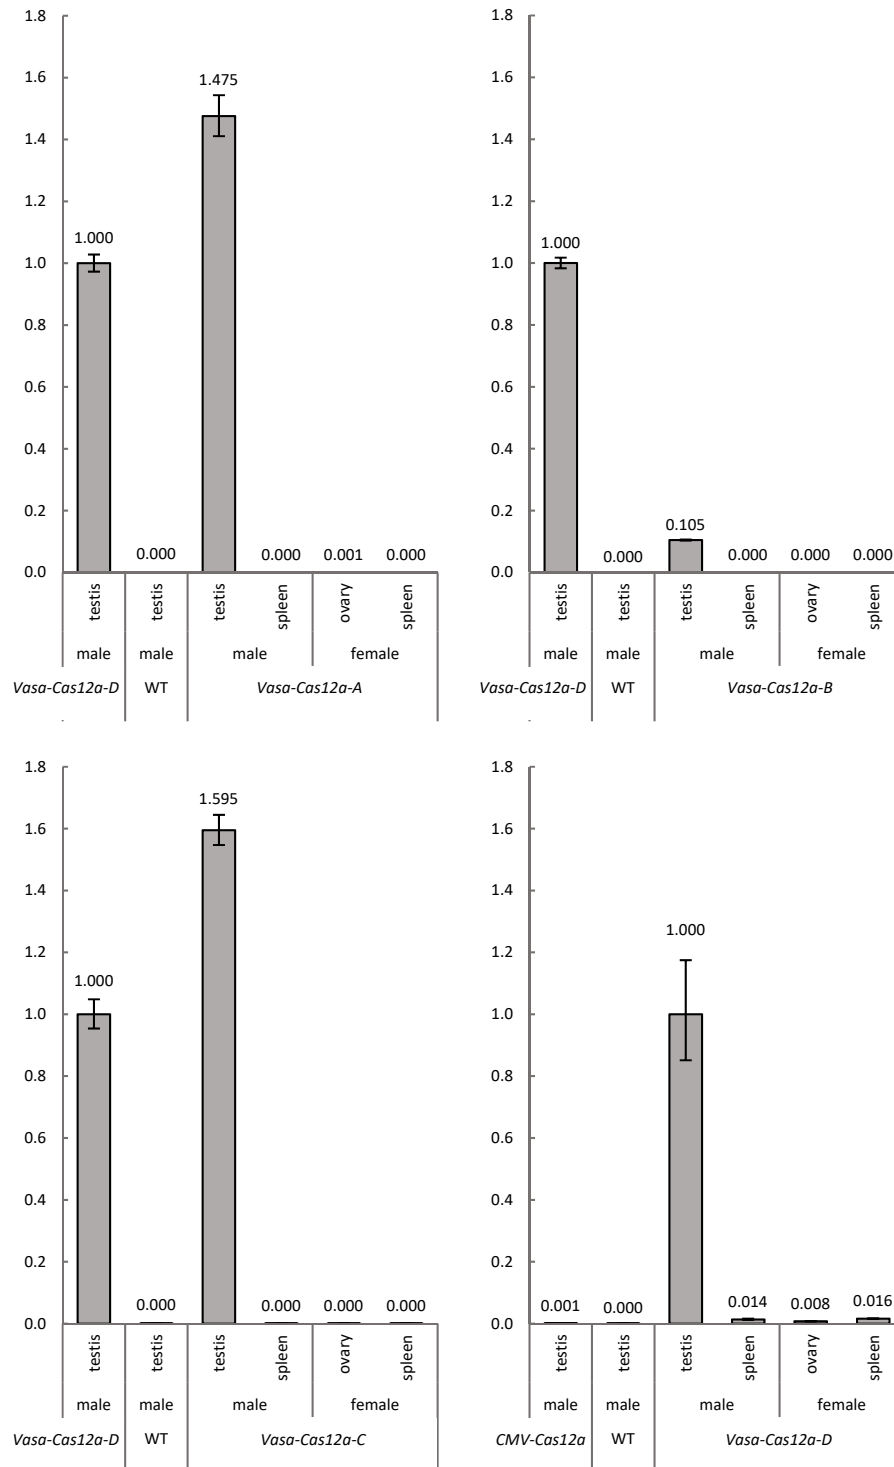 1.8
1.6
1.4
1.2
1.0
0.8
0.6
0.4
0.2
0.0
1.000
0.000
1.475
0.000
0.001
0.000
testis
testis
testis
spleen
ovary
spleen
male
male
male
female
Vasa-Cas12a-D
WT
Vasa-Cas12a-A
1.8
1.6
1.4
1.2
1.0
0.8
0.6
0.4
0.2
0.0
1.000
0.000
0.105
0.000
0.000
0.000
testis
testis
testis
spleen
ovary
spleen
male
male
male
female
Vasa-Cas12a-D
WT
Vasa-Cas12a-B
1.8
1.6
1.4
1.2
1.0
0.8
0.6
0.4
0.2
0.0
1.000
0.000
1.595
0.000
0.000
0.000
testis
testis
testis
spleen
ovary
spleen
male
male
male
female
Vasa-Cas12a-D
WT
Vasa-Cas12a-C
1.8
1.6
1.4
1.2
1.0
0.8
0.6
0.4
0.2
0.0
0.001
0.000
1.000
0.014
0.008
0.016
testis
testis
testis
spleen
ovary
spleen
male
male
male
female
CMV-Cas12a
WT
Vasa-Cas12a-D